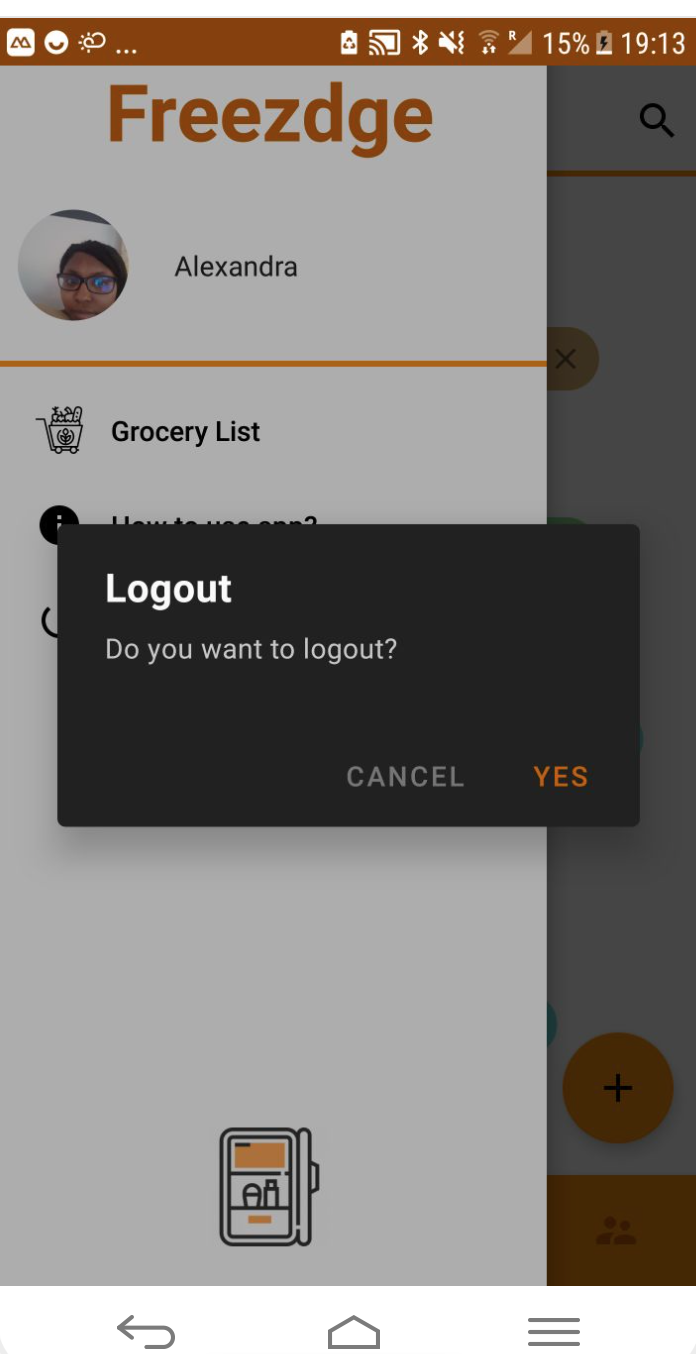 ... R 15% 19:13
Freezdge
Alexandra
Grocery List
How to use app?
Logout
Do you want to logout?
CANCEL YES